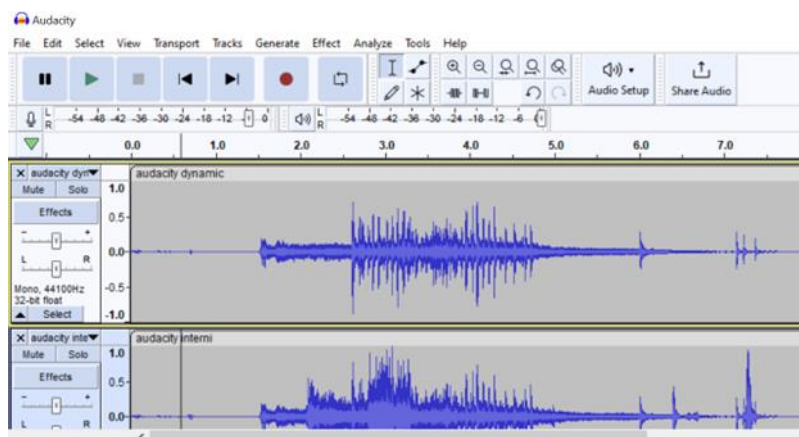 Audacity
File Edit Select View Transport Tracks Generate Effect Analyze Tools Help
Audio Setup
Share Audio
L
R
-54 -48 -42 -36 -30 -24 -18 -12 0
L
R
-54 -48 -42 -36 -30 -24 -18 -12 -6 0
0.0 1.0 2.0 3.0 4.0 5.0 6.0 7.0
audacity dyn
Mute Solo
Effects
- +
L R
Mono, 44100Hz
32-bit float
Select
1.0
0.5
0.0
-0.5
-1.0
audacity dynamic
audacity inte
Mute Solo
Effects
- +
L R
1.0
0.5
0.0
audacity interni